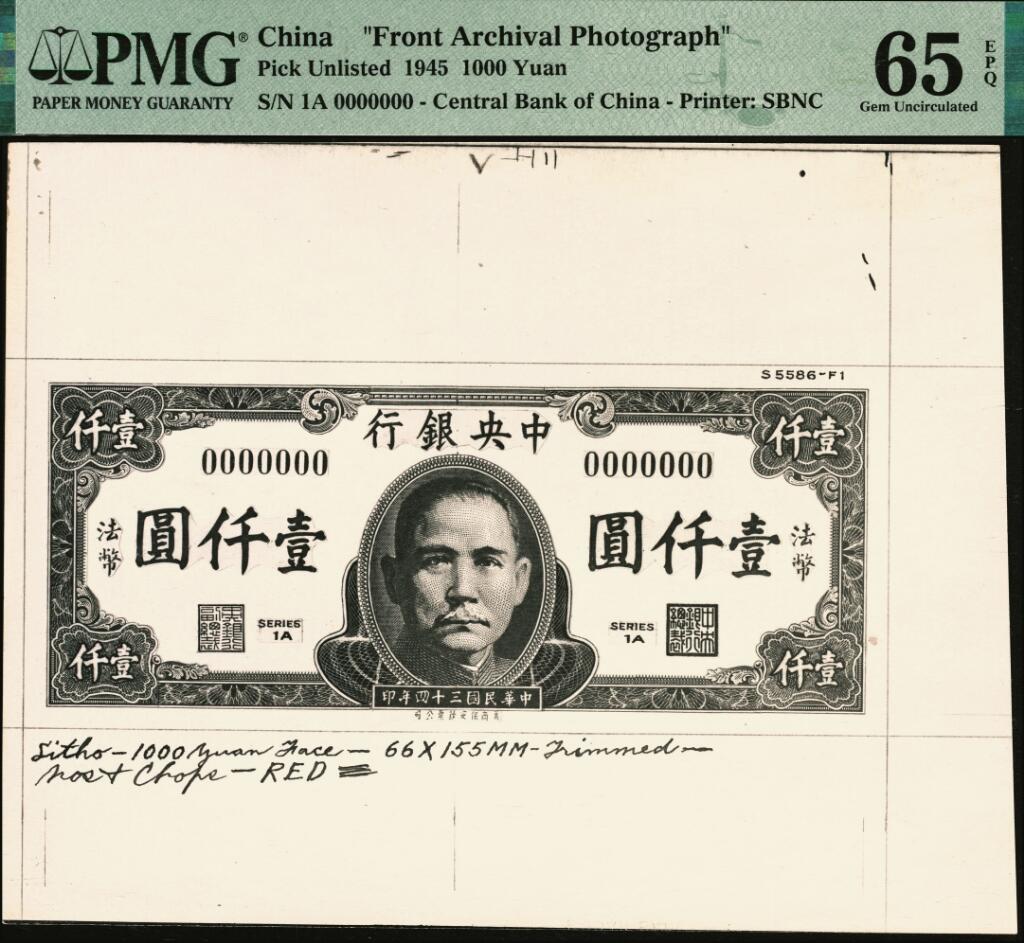 PMG® China "Front Archival Photograph" 65 EPQ
PAPER MONEY GUARANTY Pick Unlisted 1945 1000 Yuan Gem Uncirculated
S/N 1A 0000000 - Central Bank of China - Printer: SBNC
S5586-F1
仟壹 行銀央中 仟壹
0000000 0000000
法幣 圓仟壹 圓仟壹 法幣
SERIES 1A SERIES 1A
仟壹 仟壹
印年四十三國民華中
Litho - 1000 Yuan Face - 66 X 155 MM - Trimmed -
Nos & Chops - RED